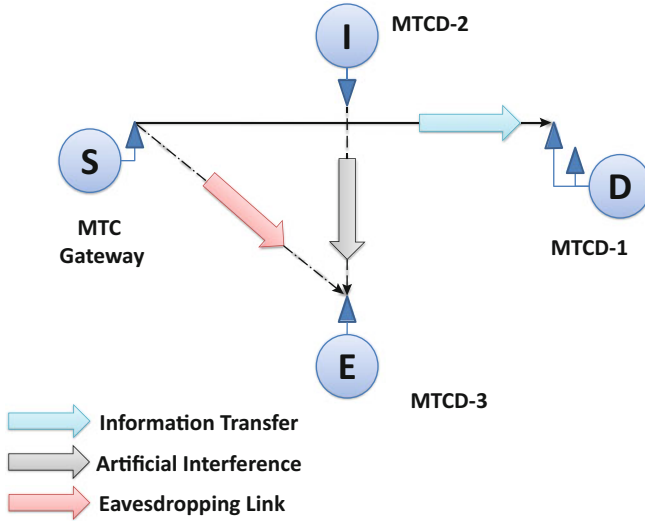 I
MTCD-2
S
MTC
Gateway
D
MTCD-1
E
MTCD-3
Information Transfer
Artificial Interference
Eavesdropping Link